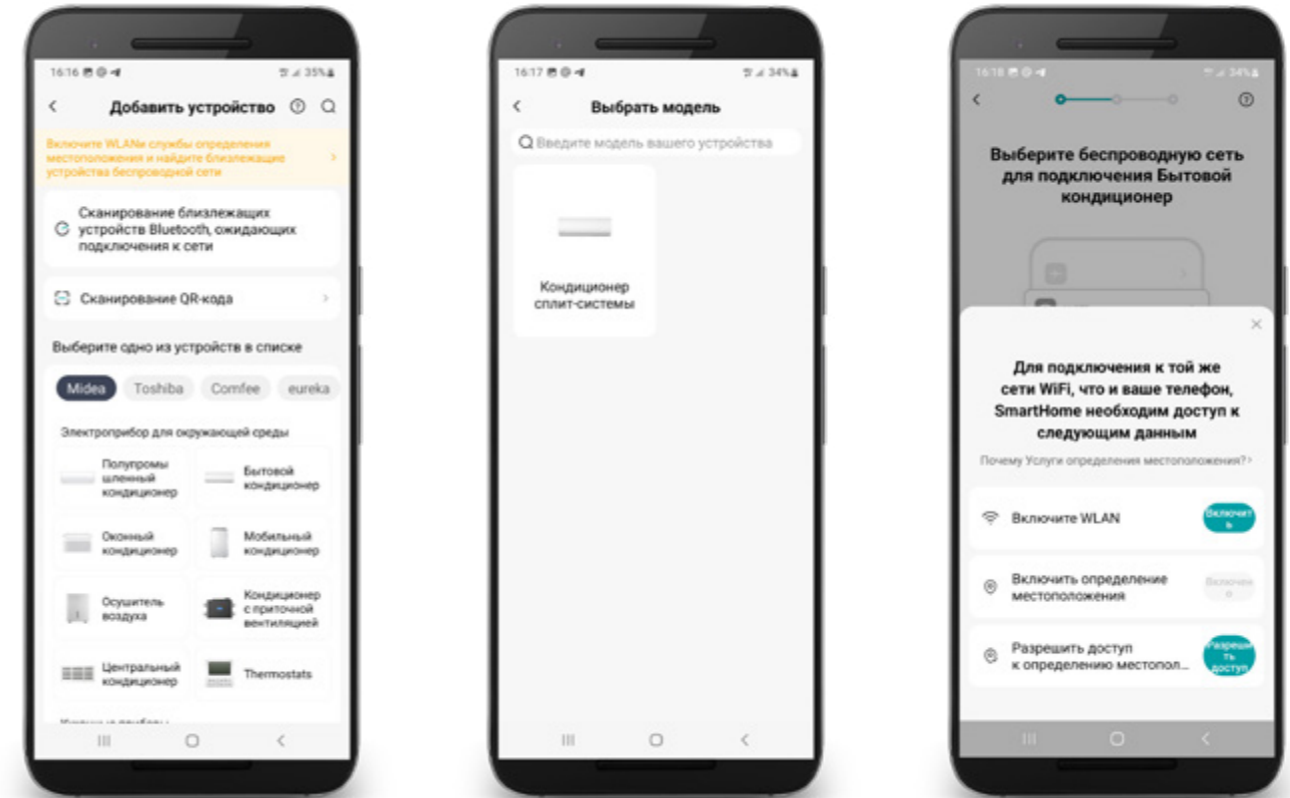 16:16
35%
Добавить устройство
Включите WLANи службы определения
местоположения и найдите близлежащие
устройства беспроводной сети
Сканирование близлежащих
устройств Bluetooth, ожидающих
подключения к сети
Сканирование QR-кода
Выберите одно из устройств в списке
Midea
Toshiba
Comfee
eureka
Электроприбор для окружающей среды
Полупромы
шленный
кондиционер
Бытовой
кондиционер
Оконный
кондиционер
Мобильный
кондиционер
Осушитель
воздуха
Кондиционер
с приточной
вентиляцией
Центральный
кондиционер
Thermostats
16:17
34%
Выбрать модель
Введите модель вашего устройства
Кондиционер
сплит-системы
16:18
34%
Выберите беспроводную сеть
для подключения Бытовой
кондиционер
Для подключения к той же
сети WiFi, что и ваше телефон,
SmartHome необходим доступ к
следующим данным
Почему Услуги определения местоположения?
Включите WLAN
Включит
ь
Включить определение
местоположения
Включен
о
Разрешить доступ
к определению местопол...
Разреши
ть
доступ